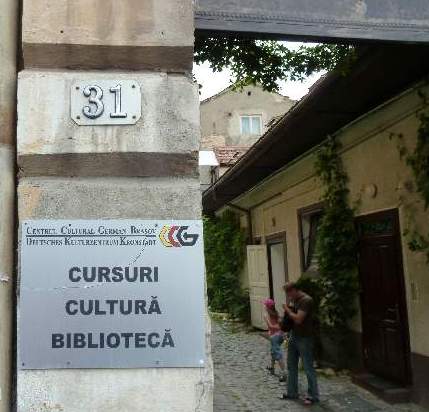 31
CENTRUL CULTURAL GERMAN BRAȘOV
DEUTSCHES KULTURZENTRUM KRONSTADT
CURSURI
CULTURĂ
BIBLIOTECĂ